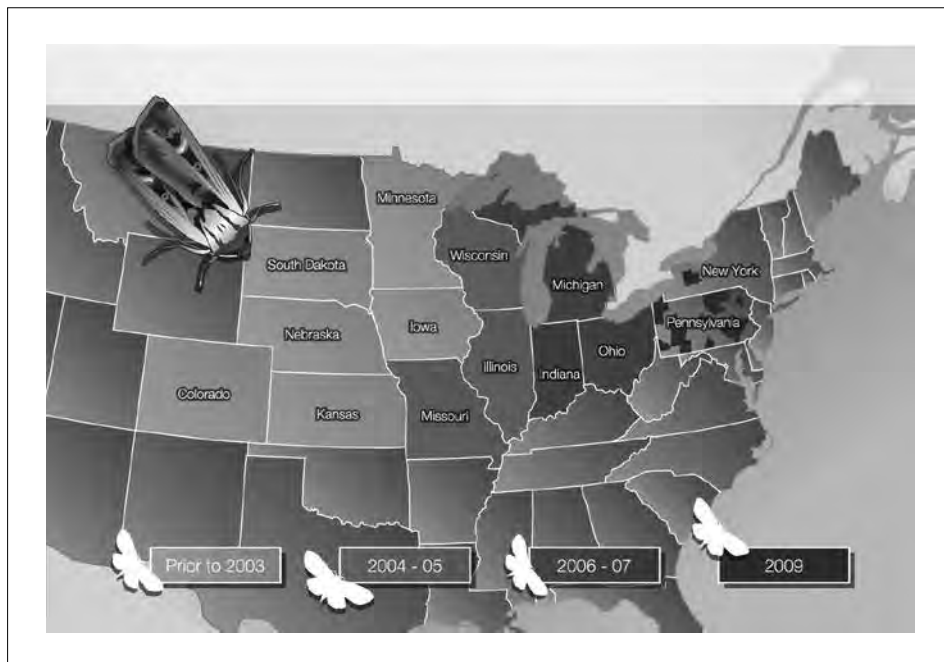 Minnesota
South Dakota
Wisconsin
Michigan
New York
Nebraska
Iowa
Pennsylvania
Colorado
Kansas
Missouri
Illinois
Indiana
Ohio
Prior to 2003
2004 - 05
2006 - 07
2009